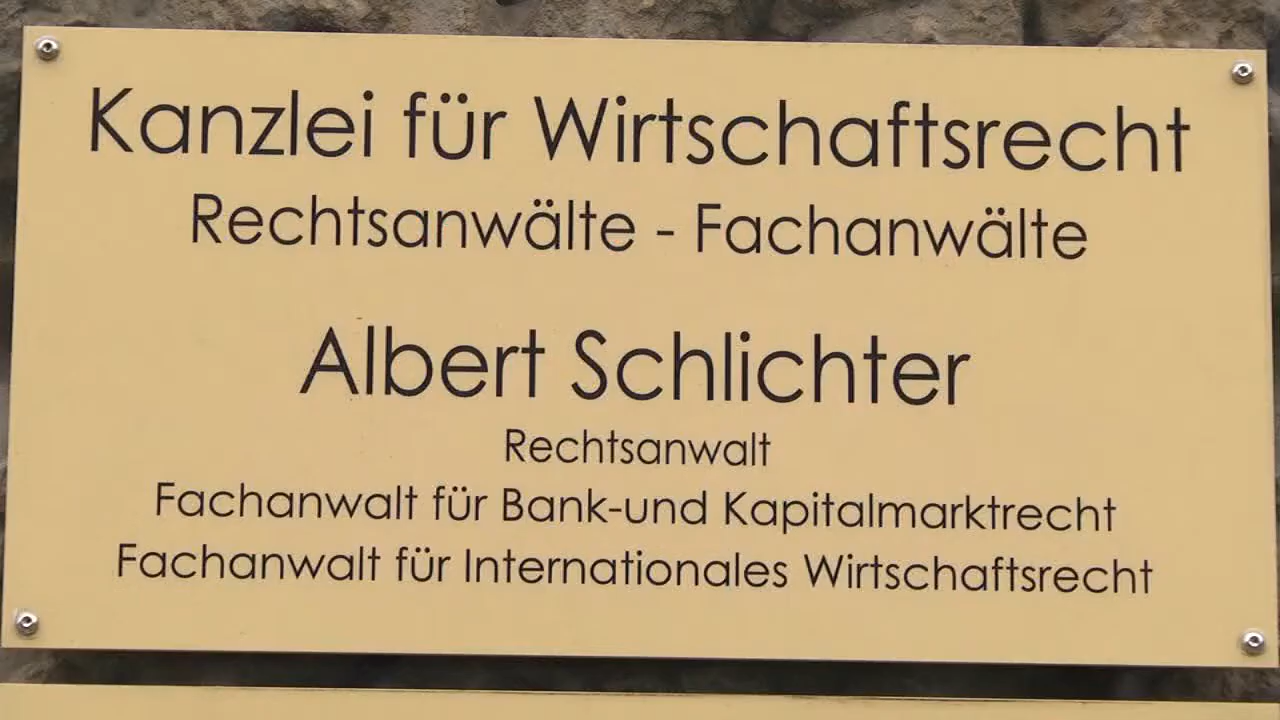 Kanzlei für Wirtschaftsrecht
Rechtsanwälte - Fachanwälte
Albert Schlichter
Rechtsanwalt
Fachanwalt für Bank-und Kapitalmarktrecht
Fachanwalt für Internationales Wirtschaftsrecht